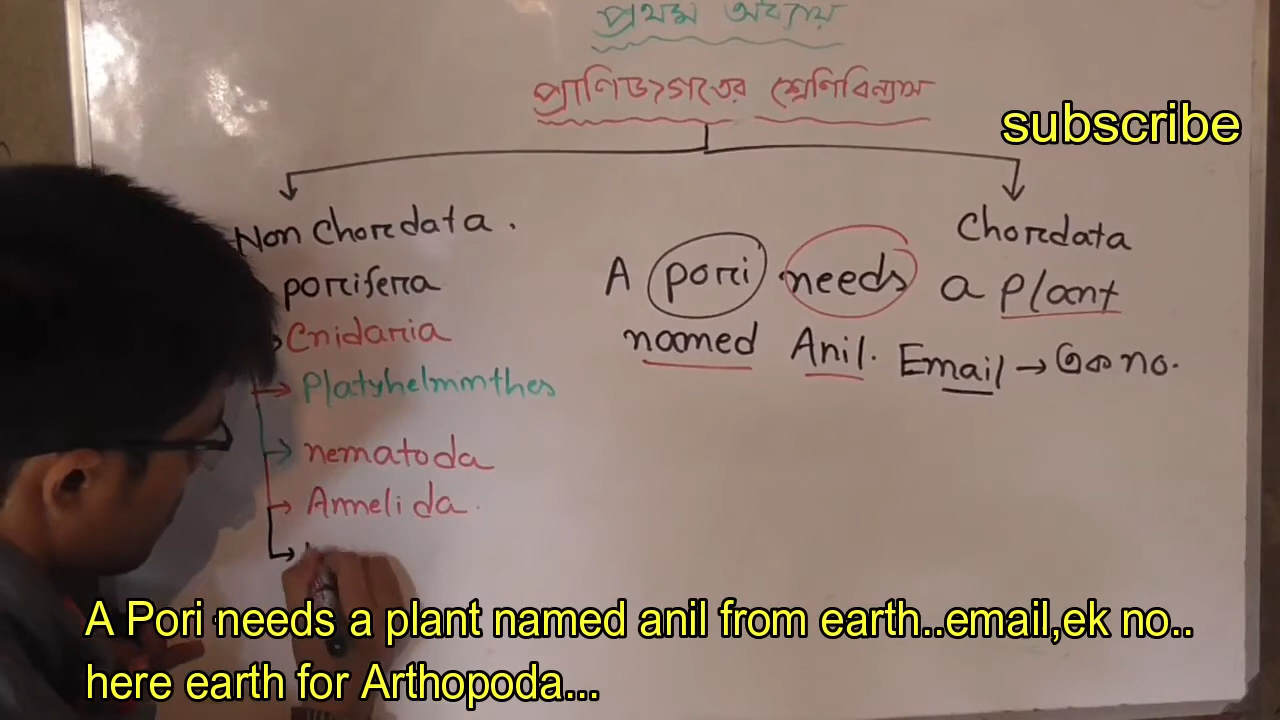 প্রথম অধ্যায়
প্রাণিজগতের শ্রেণিবিন্যাস
subscribe
Non Chordata.
Chordata
Porifera
Cnidaria
Platyhelminthes
nematoda
Annelida.
A pori needs a plant
named Anil. Email → এক no.
A Pori needs a plant named anil from earth..email,ek no..
here earth for Arthopoda...